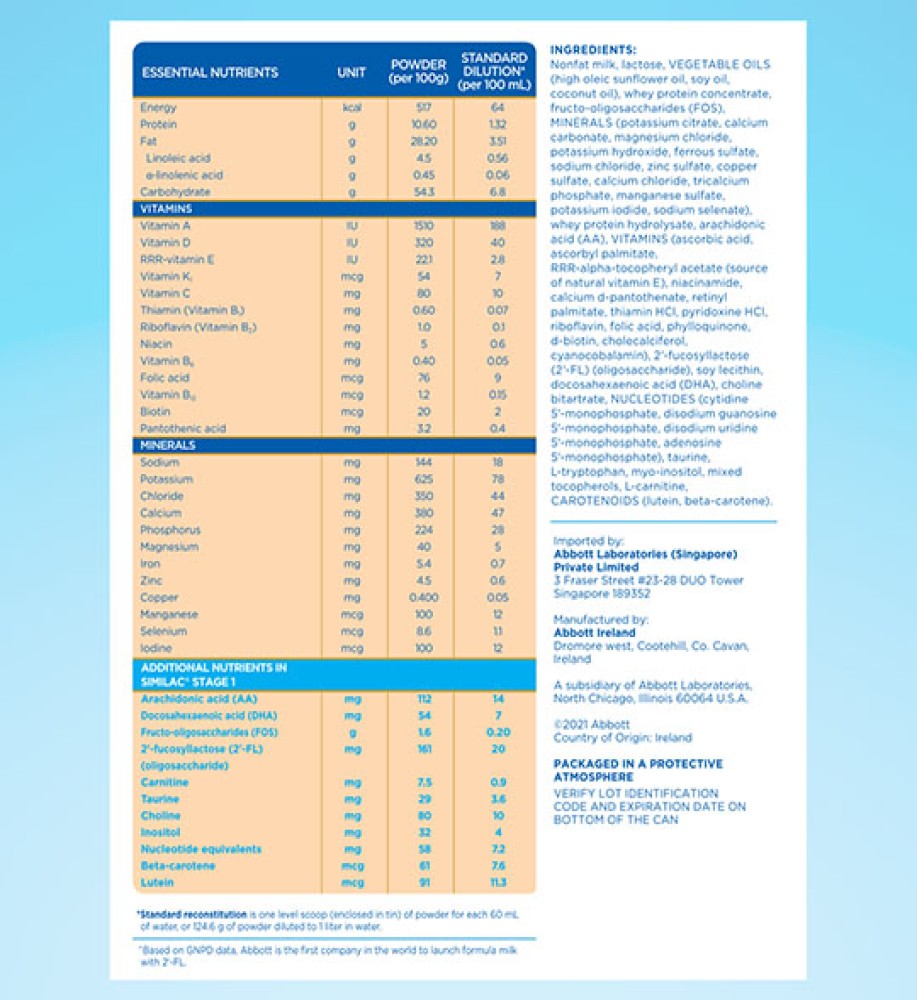 ESSENTIAL NUTRIENTS UNIT POWDER (per 100g) STANDARD DILUTION* (per 100 mL)
Energy kcal 517 64
Protein g 10.60 1.32
Fat g 28.20 3.51
Linoleic acid g 4.5 0.56
α-linolenic acid g 0.45 0.06
Carbohydrate g 54.3 6.8
VITAMINS
Vitamin A IU 1510 188
Vitamin D IU 320 40
RRR-vitamin E IU 22.1 2.8
Vitamin K₁ mcg 54 7
Vitamin C mg 80 10
Thiamin (Vitamin B₁) mg 0.60 0.07
Riboflavin (Vitamin B₂) mg 1.0 0.1
Niacin mg 5 0.6
Vitamin B₆ mg 0.40 0.05
Folic acid mcg 76 9
Vitamin B₁₂ mcg 1.2 0.15
Biotin mcg 20 2
Pantothenic acid mg 3.2 0.4
MINERALS
Sodium mg 144 18
Potassium mg 625 78
Chloride mg 350 44
Calcium mg 380 47
Phosphorus mg 224 28
Magnesium mg 40 5
Iron mg 5.4 0.7
Zinc mg 4.5 0.6
Copper mg 0.400 0.05
Manganese mcg 100 12
Selenium mcg 8.6 1.1
Iodine mcg 100 12
ADDITIONAL NUTRIENTS IN
SIMILAC® STAGE 1
Arachidonic acid (AA) mg 112 14
Docosahexaenoic acid (DHA) mg 54 7
Fructo-oligosaccharides (FOS) g 1.6 0.20
2'-fucosyllactose (2'-FL) mg 161 20
(oligosaccharide)
Carnitine mg 7.5 0.9
Taurine mg 29 3.6
Choline mg 80 10
Inositol mg 32 4
Nucleotide equivalents mg 58 7.2
Beta-carotene mcg 61 7.6
Lutein mcg 91 11.3
*Standard reconstitution is one level scoop (enclosed in tin) of powder for each 60 mL
of water, or 124.6 g of powder diluted to 1 liter in water.
^Based on GNPD data, Abbott is the first company in the world to launch formula milk
with 2'-FL.
INGREDIENTS:
Nonfat milk, lactose, VEGETABLE OILS
(high oleic sunflower oil, soy oil,
coconut oil), whey protein concentrate,
fructo-oligosaccharides (FOS),
MINERALS (potassium citrate, calcium
carbonate, magnesium chloride,
potassium hydroxide, ferrous sulfate,
sodium chloride, zinc sulfate, copper
sulfate, calcium chloride, tricalcium
phosphate, manganese sulfate,
potassium iodide, sodium selenate),
whey protein hydrolysate, arachidonic
acid (AA), VITAMINS (ascorbic acid,
ascorbyl palmitate,
RRR-alpha-tocopheryl acetate (source
of natural vitamin E), niacinamide,
calcium d-pantothenate, retinyl
palmitate, thiamin HCl, pyridoxine HCl,
riboflavin, folic acid, phylloquinone,
d-biotin, cholecalciferol,
cyanocobalamin), 2'-fucosyllactose
(2'-FL) (oligosaccharide), soy lecithin,
docosahexaenoic acid (DHA), choline
bitartrate, NUCLEOTIDES (cytidine
5'-monophosphate, disodium guanosine
5'-monophosphate, disodium uridine
5'-monophosphate, adenosine
5'-monophosphate), taurine,
L-tryptophan, myo-inositol, mixed
tocopherols, L-carnitine,
CAROTENOIDS (lutein, beta-carotene).
Imported by:
Abbott Laboratories (Singapore)
Private Limited
3 Fraser Street #23-28 DUO Tower
Singapore 189352
Manufactured by:
Abbott Ireland
Dromore west, Cootehill, Co. Cavan,
Ireland
A subsidiary of Abbott Laboratories,
North Chicago, Illinois 60064 U.S.A.
©2021 Abbott
Country of Origin: Ireland
PACKAGED IN A PROTECTIVE
ATMOSPHERE
VERIFY LOT IDENTIFICATION
CODE AND EXPIRATION DATE ON
BOTTOM OF THE CAN